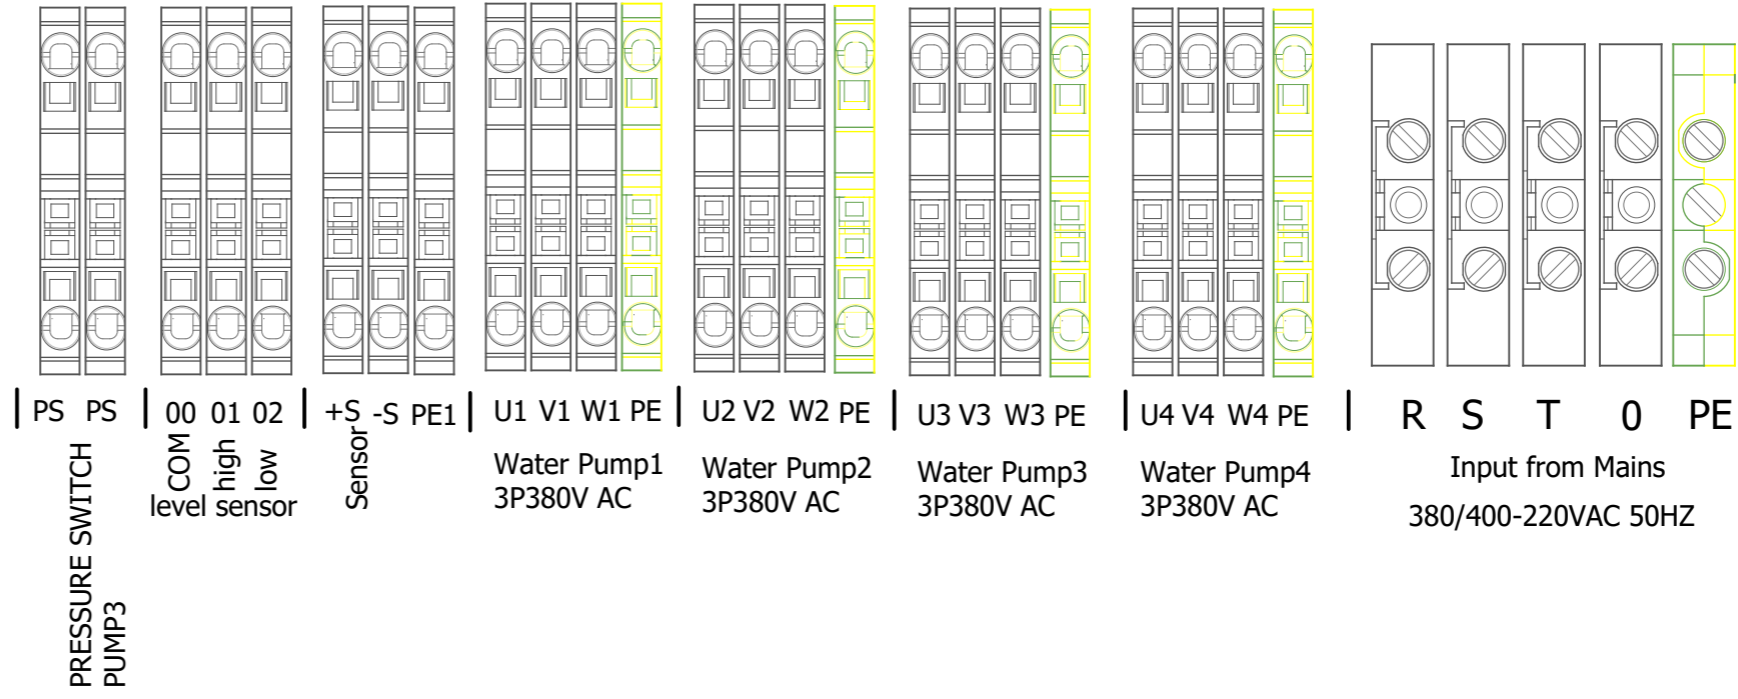 PS PS
PRESSURE SWITCH
PUMP3
00 01 02
COM
high
low
level sensor
+S -S PE1
Sensor
U1 V1 W1 PE
Water Pump1
3P380V AC
U2 V2 W2 PE
Water Pump2
3P380V AC
U3 V3 W3 PE
Water Pump3
3P380V AC
U4 V4 W4 PE
Water Pump4
3P380V AC
R S T 0 PE
Input from Mains
380/400-220VAC 50HZ